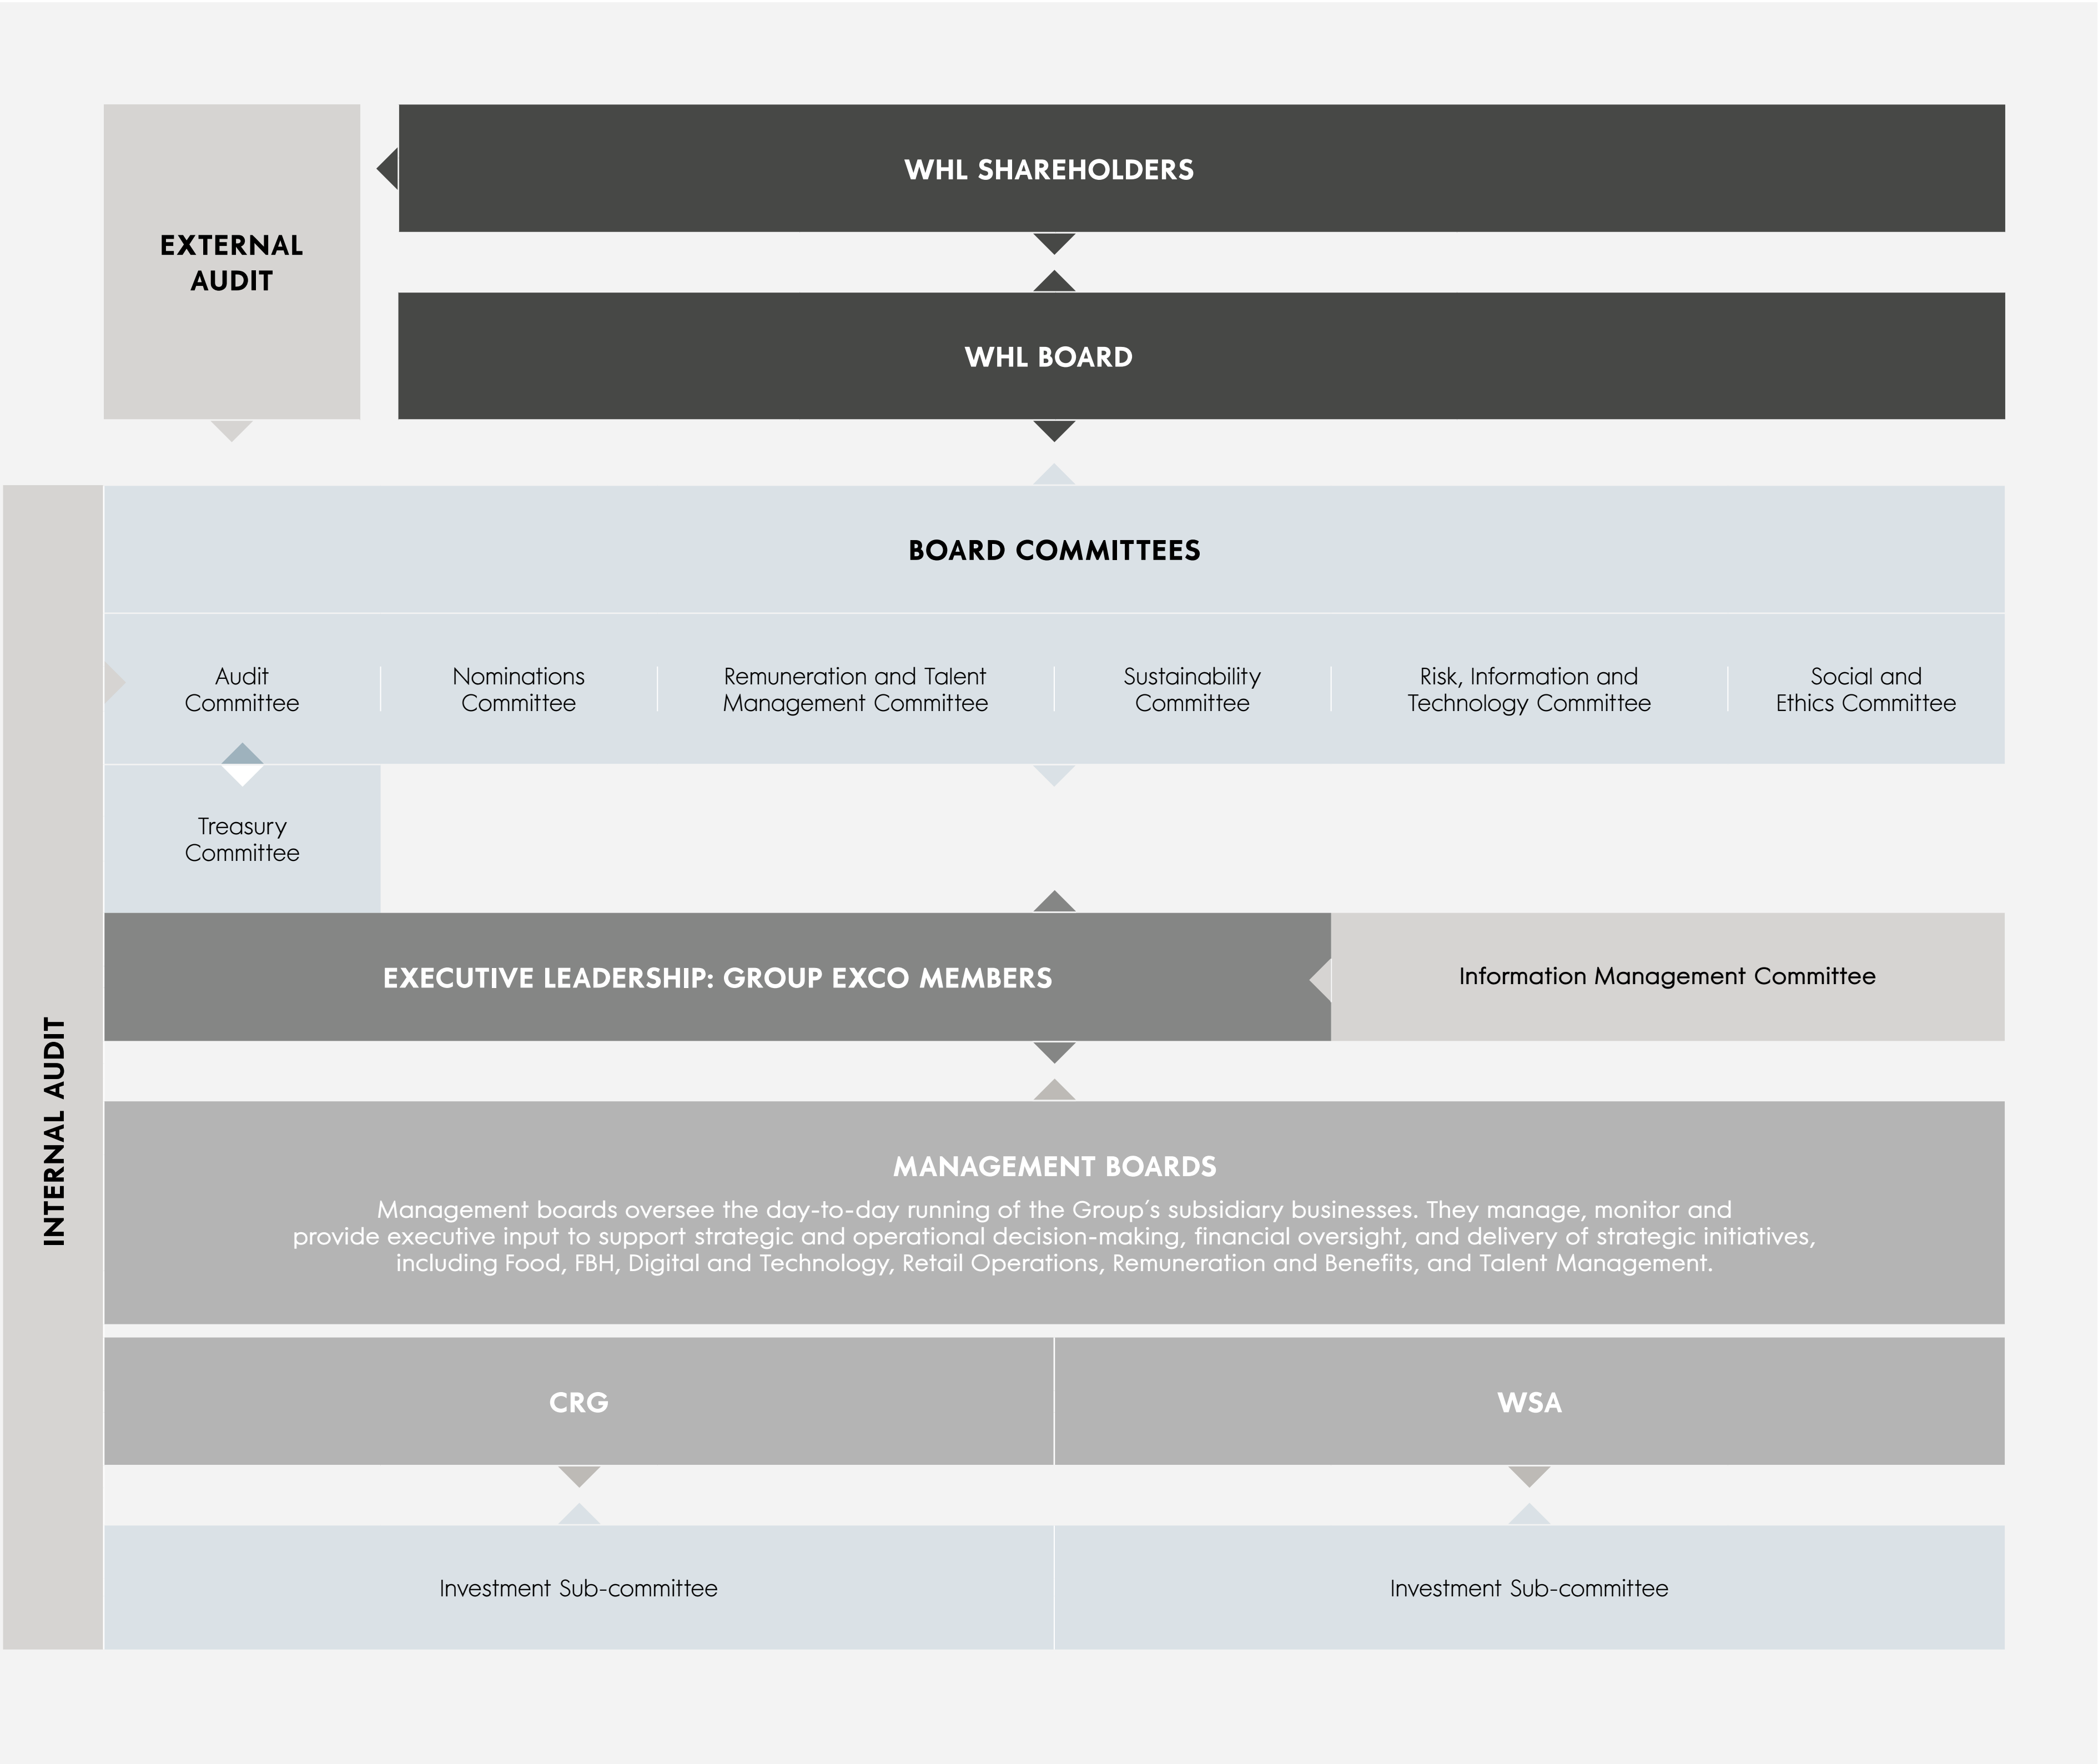 WHL SHAREHOLDERS
EXTERNAL
AUDIT
WHL BOARD
BOARD COMMITTEES
Audit
Committee
Nominations
Committee
Remuneration and Talent
Management Committee
Sustainability
Committee
Risk, Information and
Technology Committee
Social and
Ethics Committee
Treasury
Committee
EXECUTIVE LEADERSHIP: GROUP EXCO MEMBERS
Information Management Committee
INTERNAL AUDIT
MANAGEMENT BOARDS
Management boards oversee the day-to-day running of the Group’s subsidiary businesses. They manage, monitor and
provide executive input to support strategic and operational decision-making, financial oversight, and delivery of strategic initiatives,
including Food, FBH, Digital and Technology, Retail Operations, Remuneration and Benefits, and Talent Management.
CRG
WSA
Investment Sub-committee
Investment Sub-committee